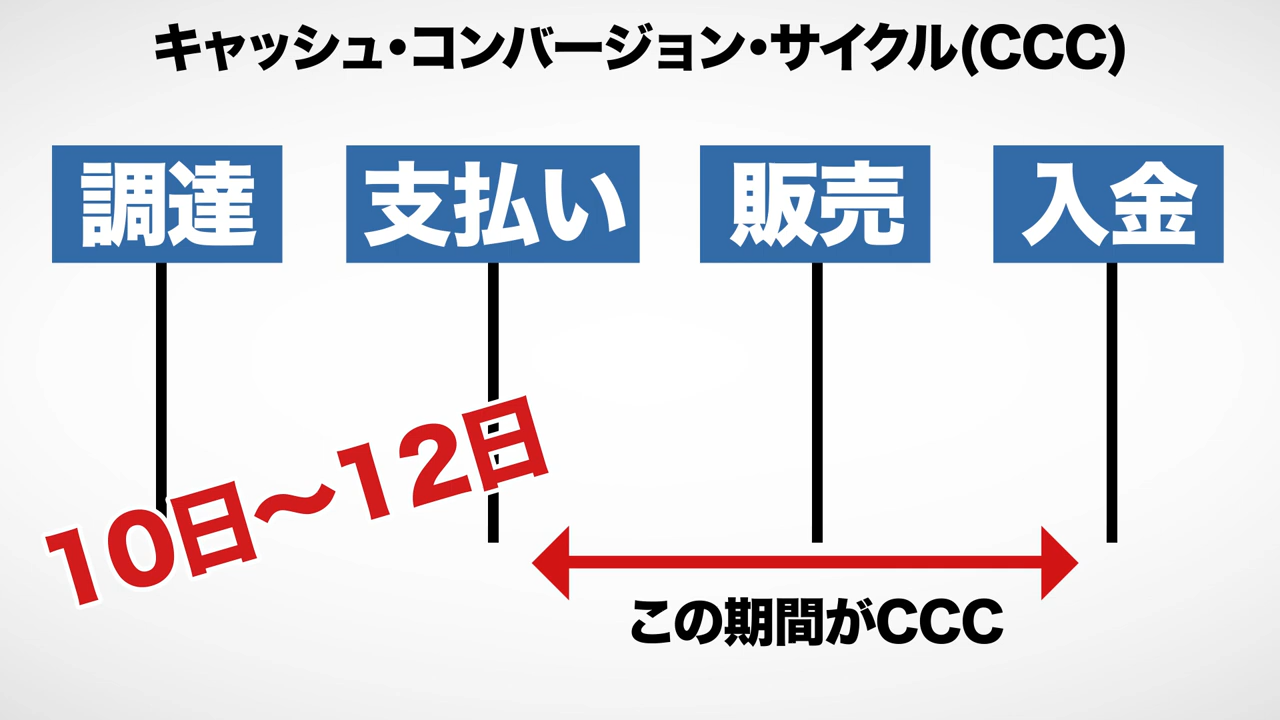 キャッシュ・コンバージョン・サイクル(CCC)
調達
支払い
販売
入金
10日〜12日
この期間がCCC